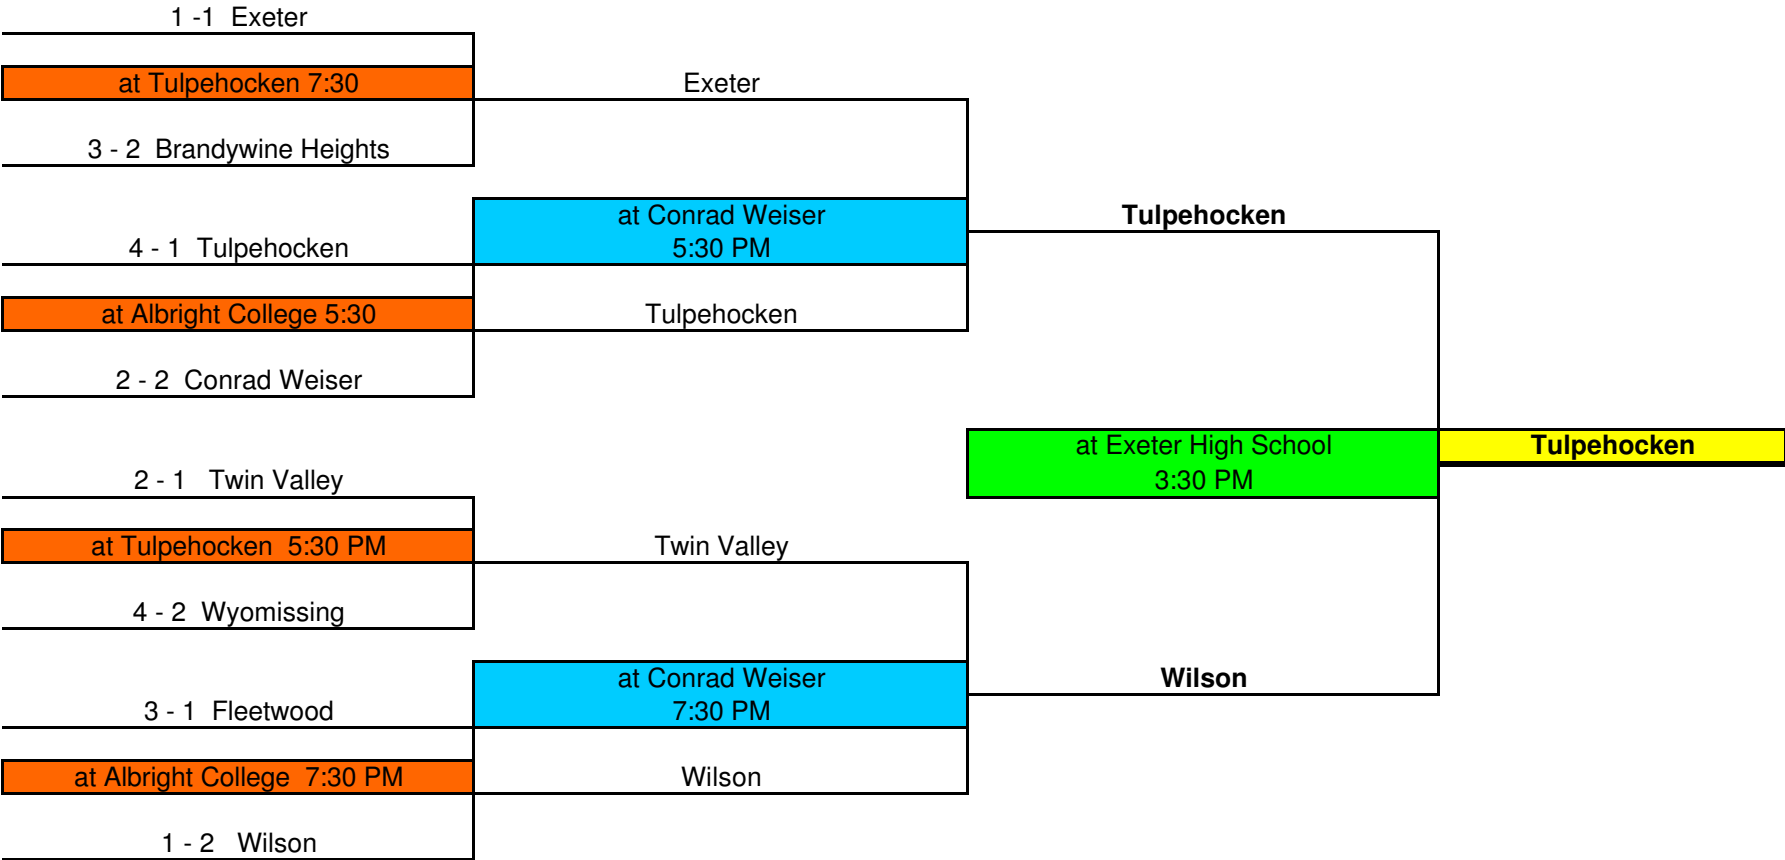 1 -1  Exeter
at Tulpehocken 7:30
Exeter
3 - 2  Brandywine Heights
at Conrad Weiser
5:30 PM
Tulpehocken
4 - 1  Tulpehocken
at Albright College 5:30
Tulpehocken
2 - 2  Conrad Weiser
at Exeter High School
3:30 PM
Tulpehocken
2 - 1   Twin Valley
at Tulpehocken  5:30 PM
Twin Valley
4 - 2  Wyomissing
at Conrad Weiser
7:30 PM
Wilson
3 - 1  Fleetwood
at Albright College  7:30 PM
Wilson
1 - 2   Wilson